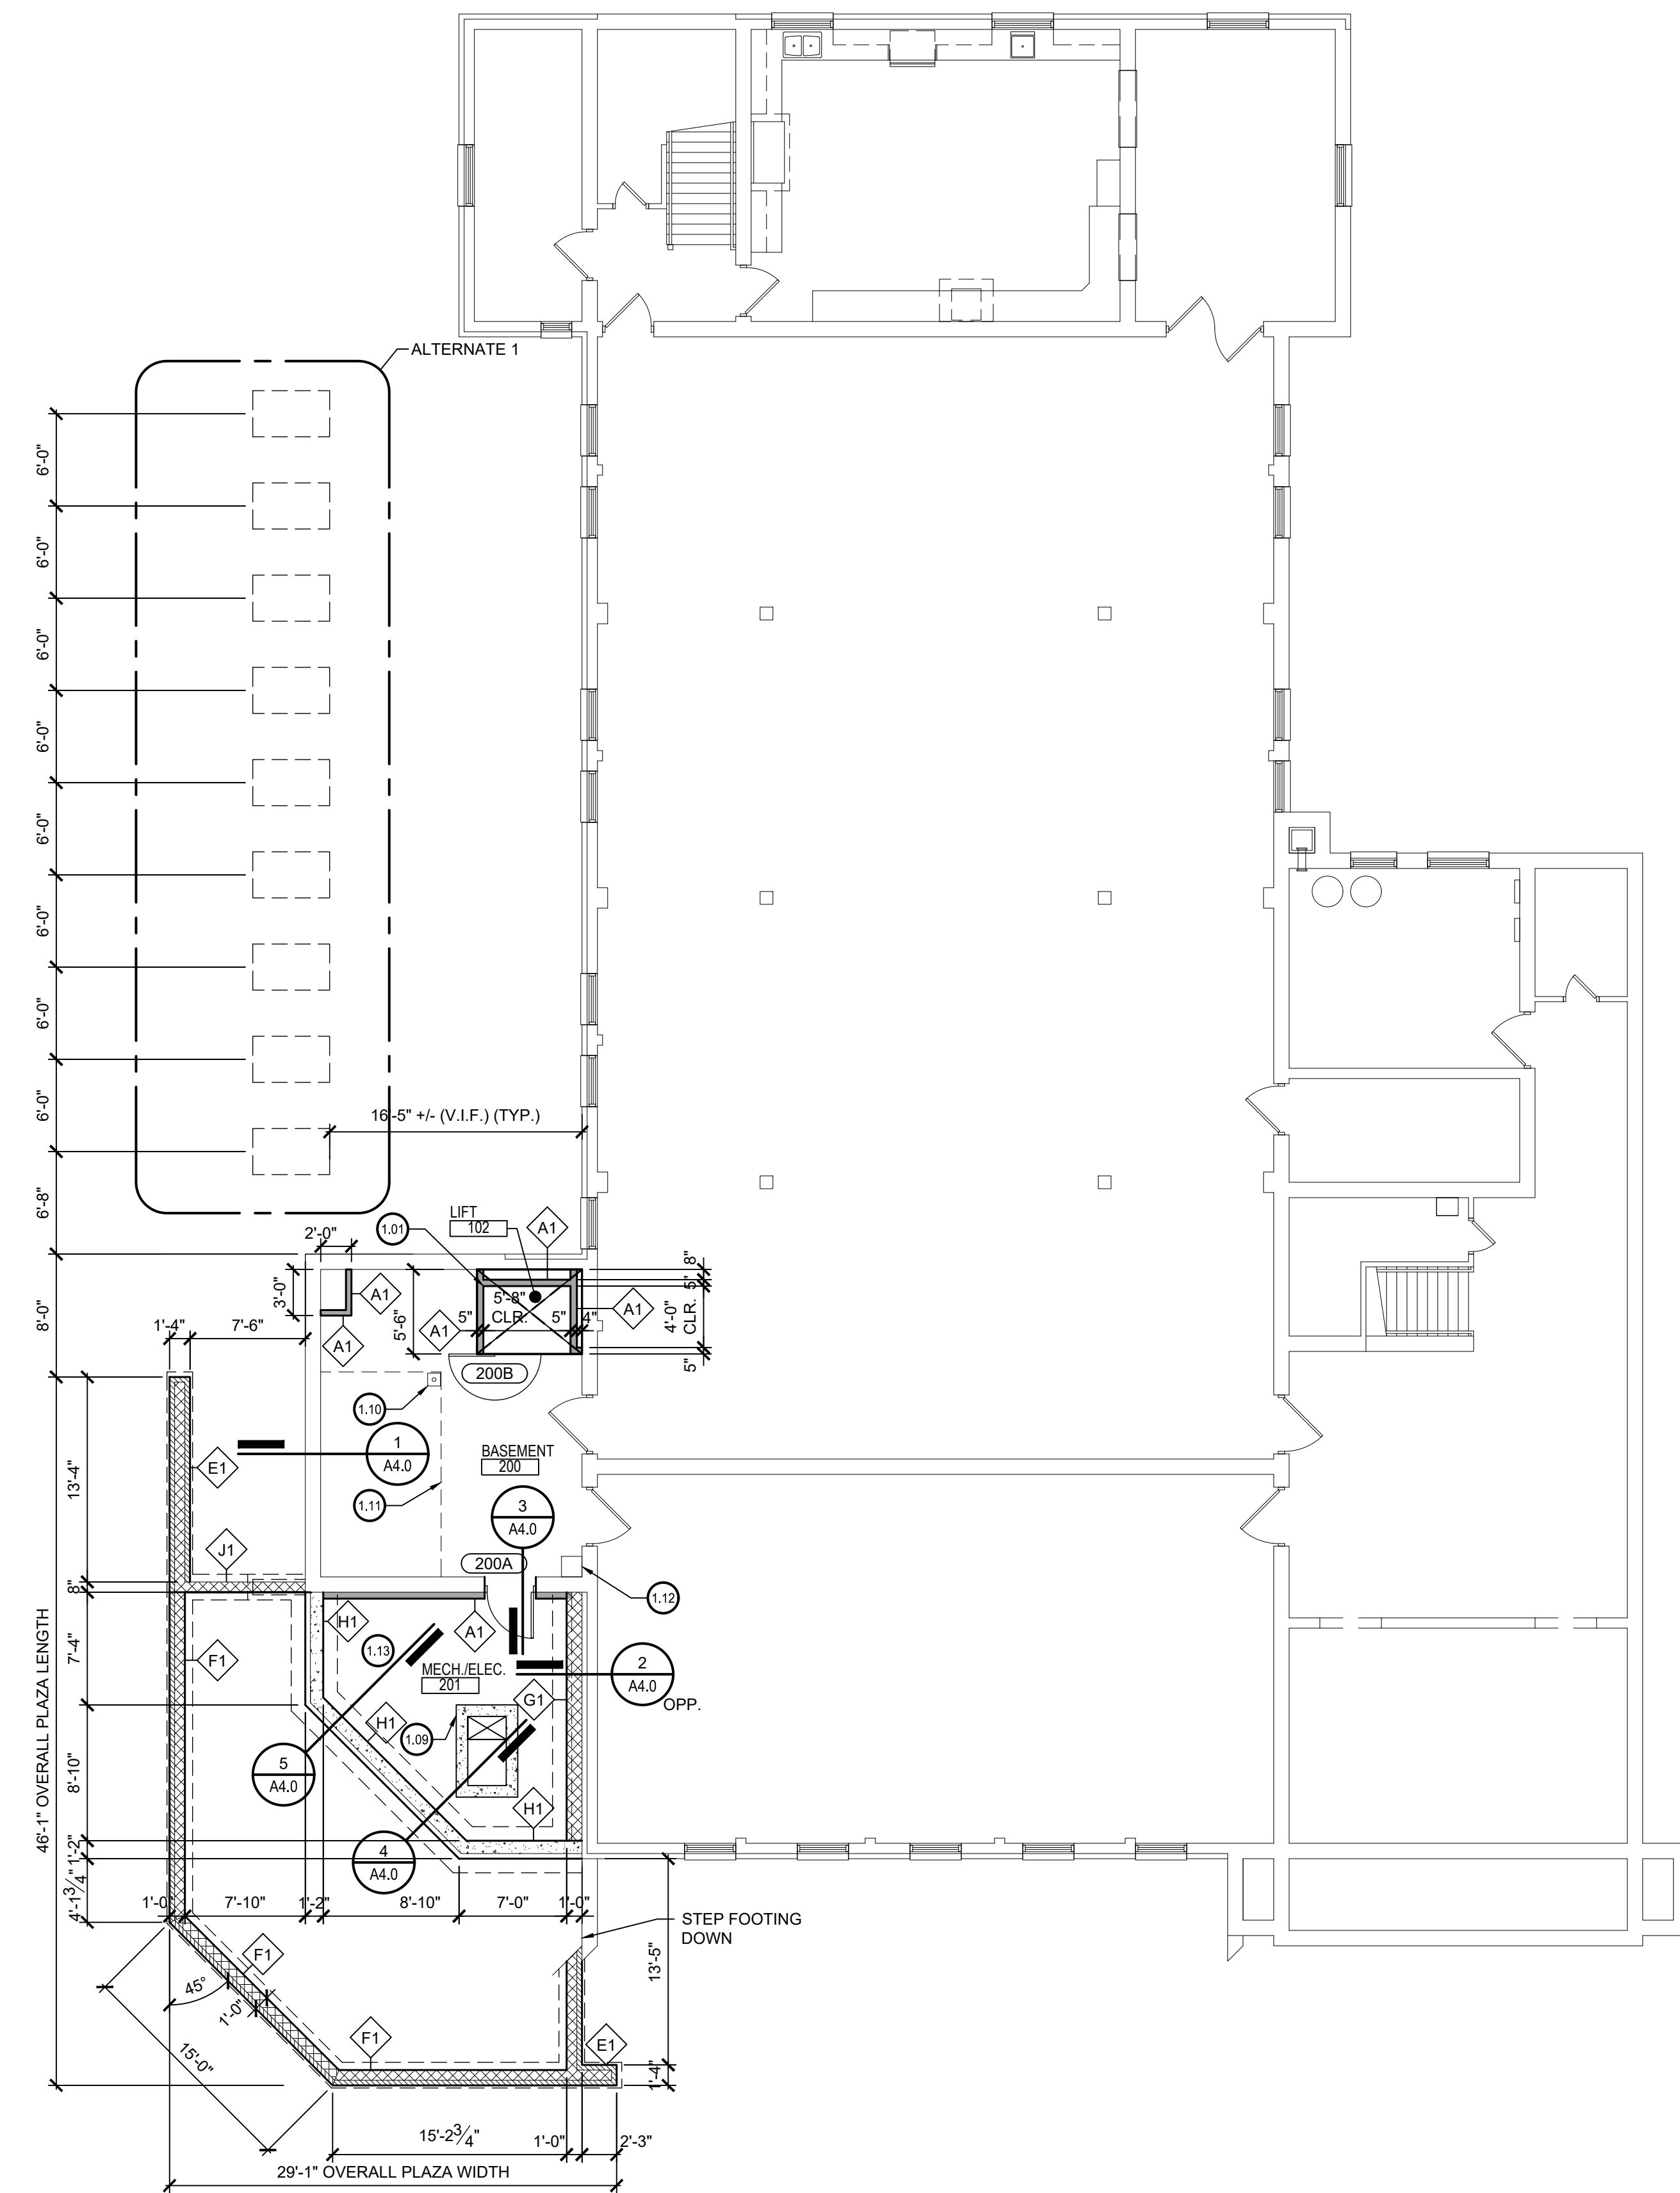 ALTERNATE 1
6'-0"
6'-0"
6'-0"
6'-0"
6'-0"
6'-0"
6'-0"
6'-0"
6'-8"
8'-0"
16'-5" +/- (V.I.F.) (TYP.)
LIFT
102
1.01
A1
2'-0"
3'-0"
A1
A1
5'-6"
A1
5"
5'-8"
CLR.
5"
4"
A1
8"
5"
4'-0"
CLR.
5"
1'-4"
7'-6"
200B
1.10
1
A4.0
BASEMENT
200
E1
1.11
3
A4.0
13'-4"
J1
200A
1.12
8"
46'-1" OVERALL PLAZA LENGTH
7'-4"
H1
A1
1.13
F1
MECH./ELEC.
201
2
A4.0
OPP.
G1
H1
1.09
5
A4.0
8'-10"
H1
4
A4.0
1'-2"
4'-1 3/4"
1'-0"
7'-10"
1'-2"
8'-10"
7'-0"
1'-0"
STEP FOOTING
DOWN
13'-5"
F1
45°
1'-0"
15'-0"
F1
E1
1'-4"
15'-2 3/4"
1'-0"
2'-3"
29'-1" OVERALL PLAZA WIDTH